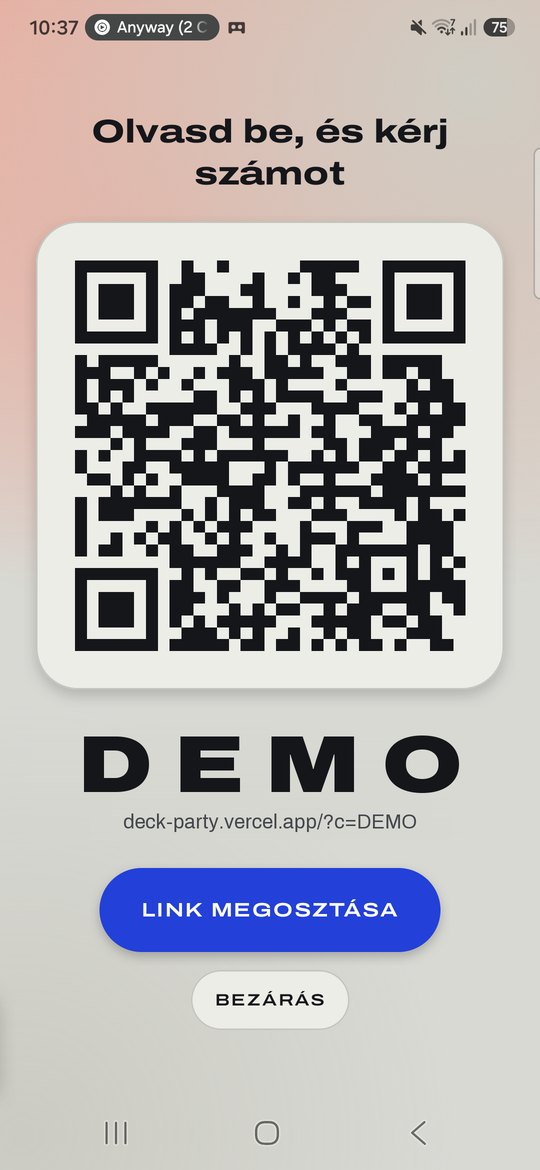 10:37 Anyway (2 C 7 75
Olvasd be, és kérj
számot
DEMO
deck-party.vercel.app/?c=DEMO
LINK MEGOSZTÁSA
BEZÁRÁS